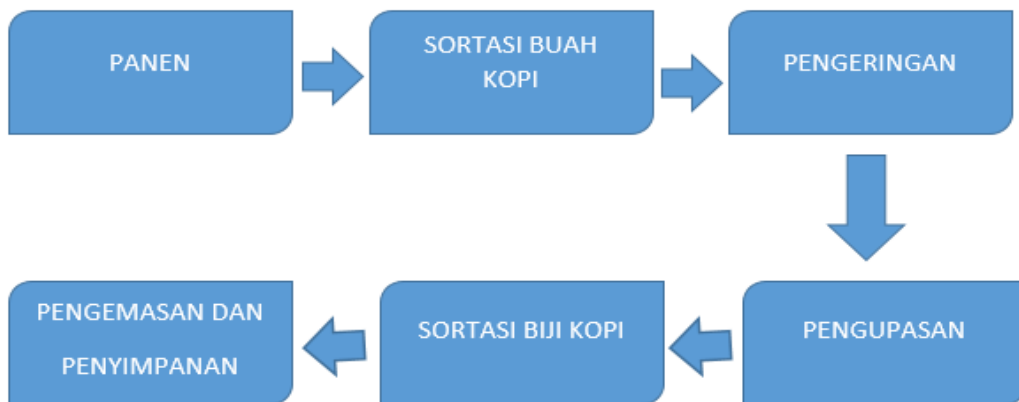 PANEN
SORTASI BUAH
KOPI
PENGERINGAN
PENGUPASAN
SORTASI BIJI KOPI
PENGEMASAN DAN
PENYIMPANAN